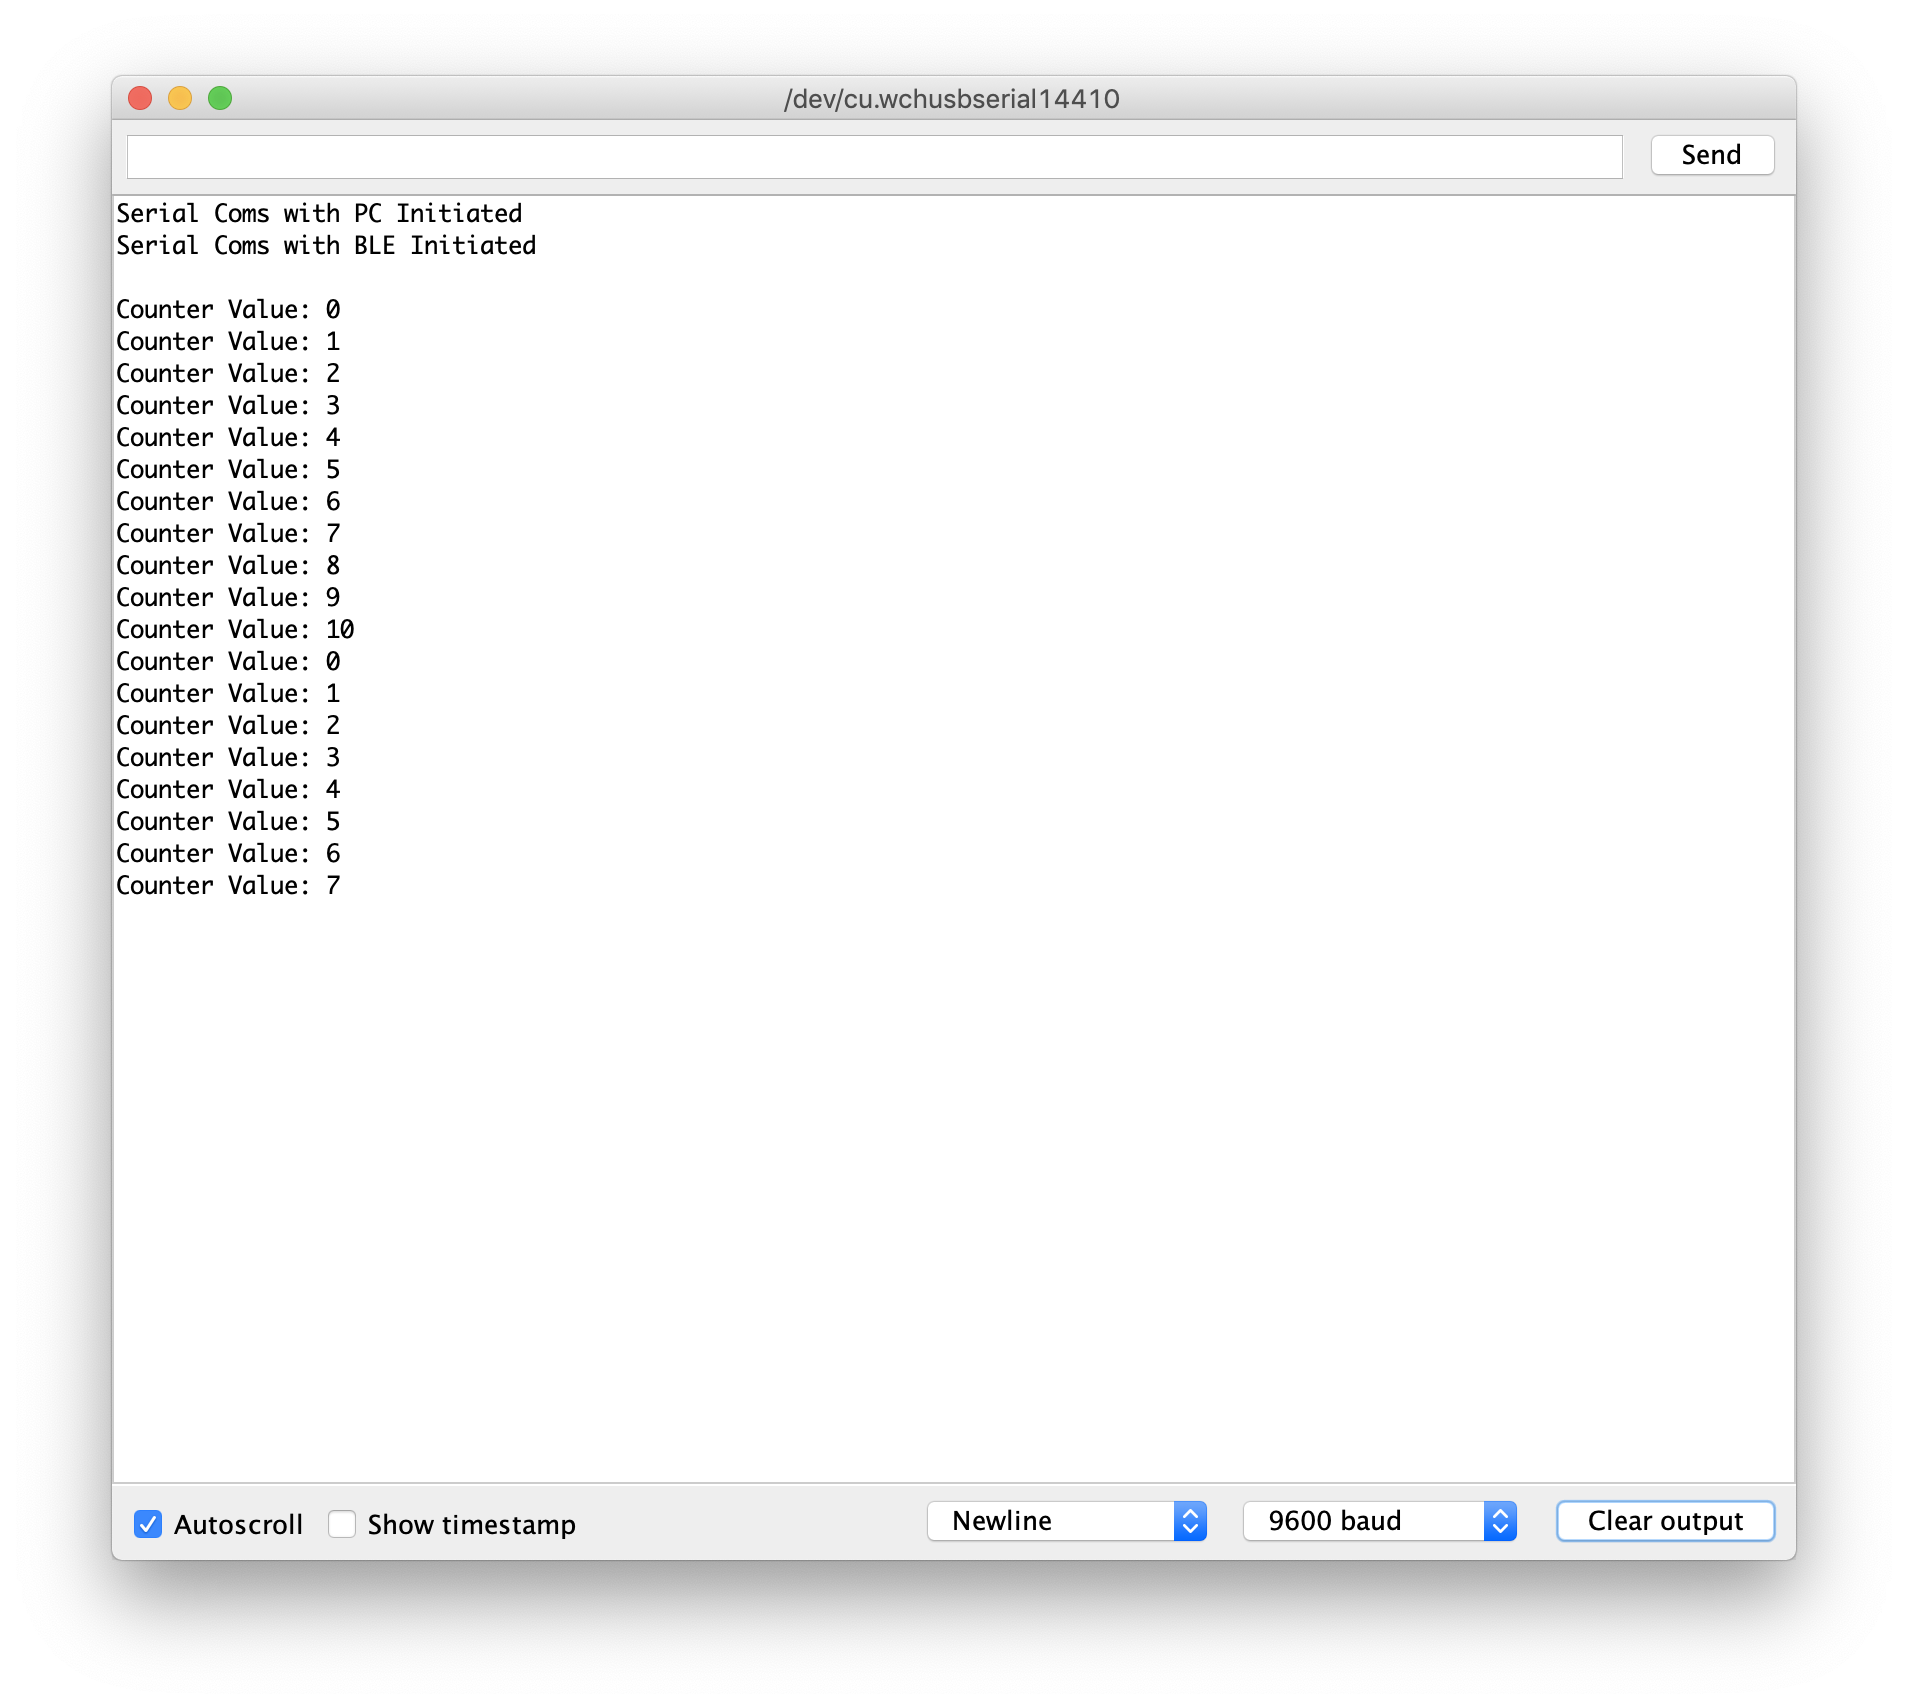 /dev/cu.wchusbserial14410
Send
Serial Coms with PC Initiated
Serial Coms with BLE Initiated
Counter Value: 0
Counter Value: 1
Counter Value: 2
Counter Value: 3
Counter Value: 4
Counter Value: 5
Counter Value: 6
Counter Value: 7
Counter Value: 8
Counter Value: 9
Counter Value: 10
Counter Value: 0
Counter Value: 1
Counter Value: 2
Counter Value: 3
Counter Value: 4
Counter Value: 5
Counter Value: 6
Counter Value: 7
Autoscroll Show timestamp Newline 9600 baud Clear output